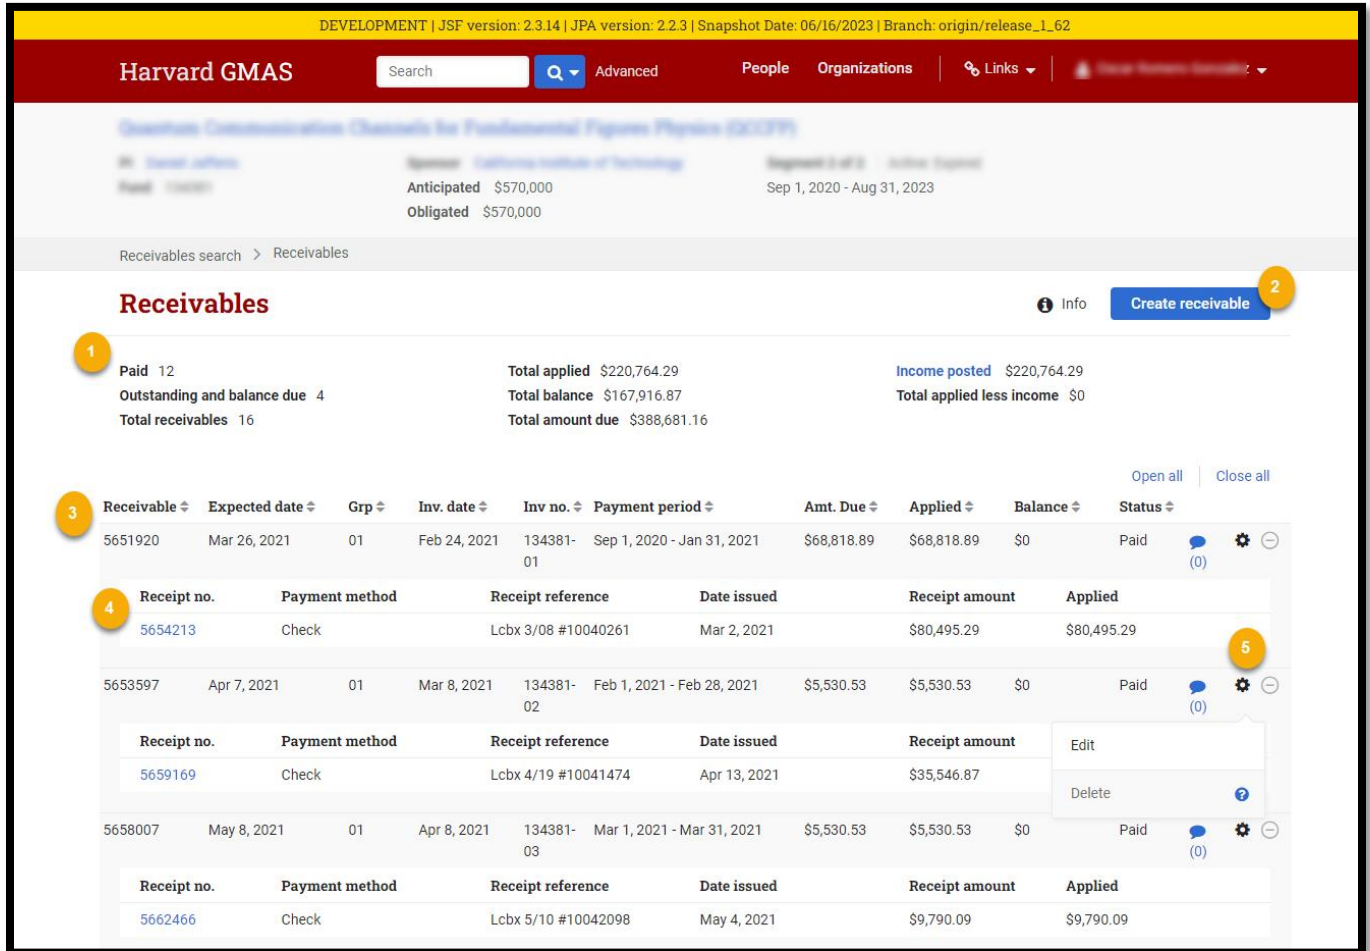 DEVELOPMENT | JSF version: 2.3.14 | JPA version: 2.2.3 | Snapshot Date: 06/16/2023 | Branch: origin/release_1_62
Harvard GMAS Search Advanced People Organizations Links
Anticipated $570,000 Sep 1, 2020 - Aug 31, 2023
Obligated $570,000
Receivables search > Receivables
2
Receivables Info Create receivable
1
Paid 12 Total applied $220,764.29 Income posted $220,764.29
Outstanding and balance due 4 Total balance $167,916.87 Total applied less income $0
Total receivables 16 Total amount due $388,681.16
Open all Close all
3 Receivable Expected date Grp Inv. date Inv no. Payment period Amt. Due Applied Balance Status
5651920 Mar 26, 2021 01 Feb 24, 2021 134381- Sep 1, 2020 - Jan 31, 2021 $68,818.89 $68,818.89 $0 Paid
01 (0)
4 Receipt no. Payment method Receipt reference Date issued Receipt amount Applied
5654213 Check Lcbx 3/08 #10040261 Mar 2, 2021 $80,495.29 $80,495.29
5
5653597 Apr 7, 2021 01 Mar 8, 2021 134381- Feb 1, 2021 - Feb 28, 2021 $5,530.53 $5,530.53 $0 Paid
02 (0)
Receipt no. Payment method Receipt reference Date issued Receipt amount Edit
5659169 Check Lcbx 4/19 #10041474 Apr 13, 2021 $35,546.87
Delete
5658007 May 8, 2021 01 Apr 8, 2021 134381- Mar 1, 2021 - Mar 31, 2021 $5,530.53 $5,530.53 $0 Paid
03 (0)
Receipt no. Payment method Receipt reference Date issued Receipt amount Applied
5662466 Check Lcbx 5/10 #10042098 May 4, 2021 $9,790.09 $9,790.09